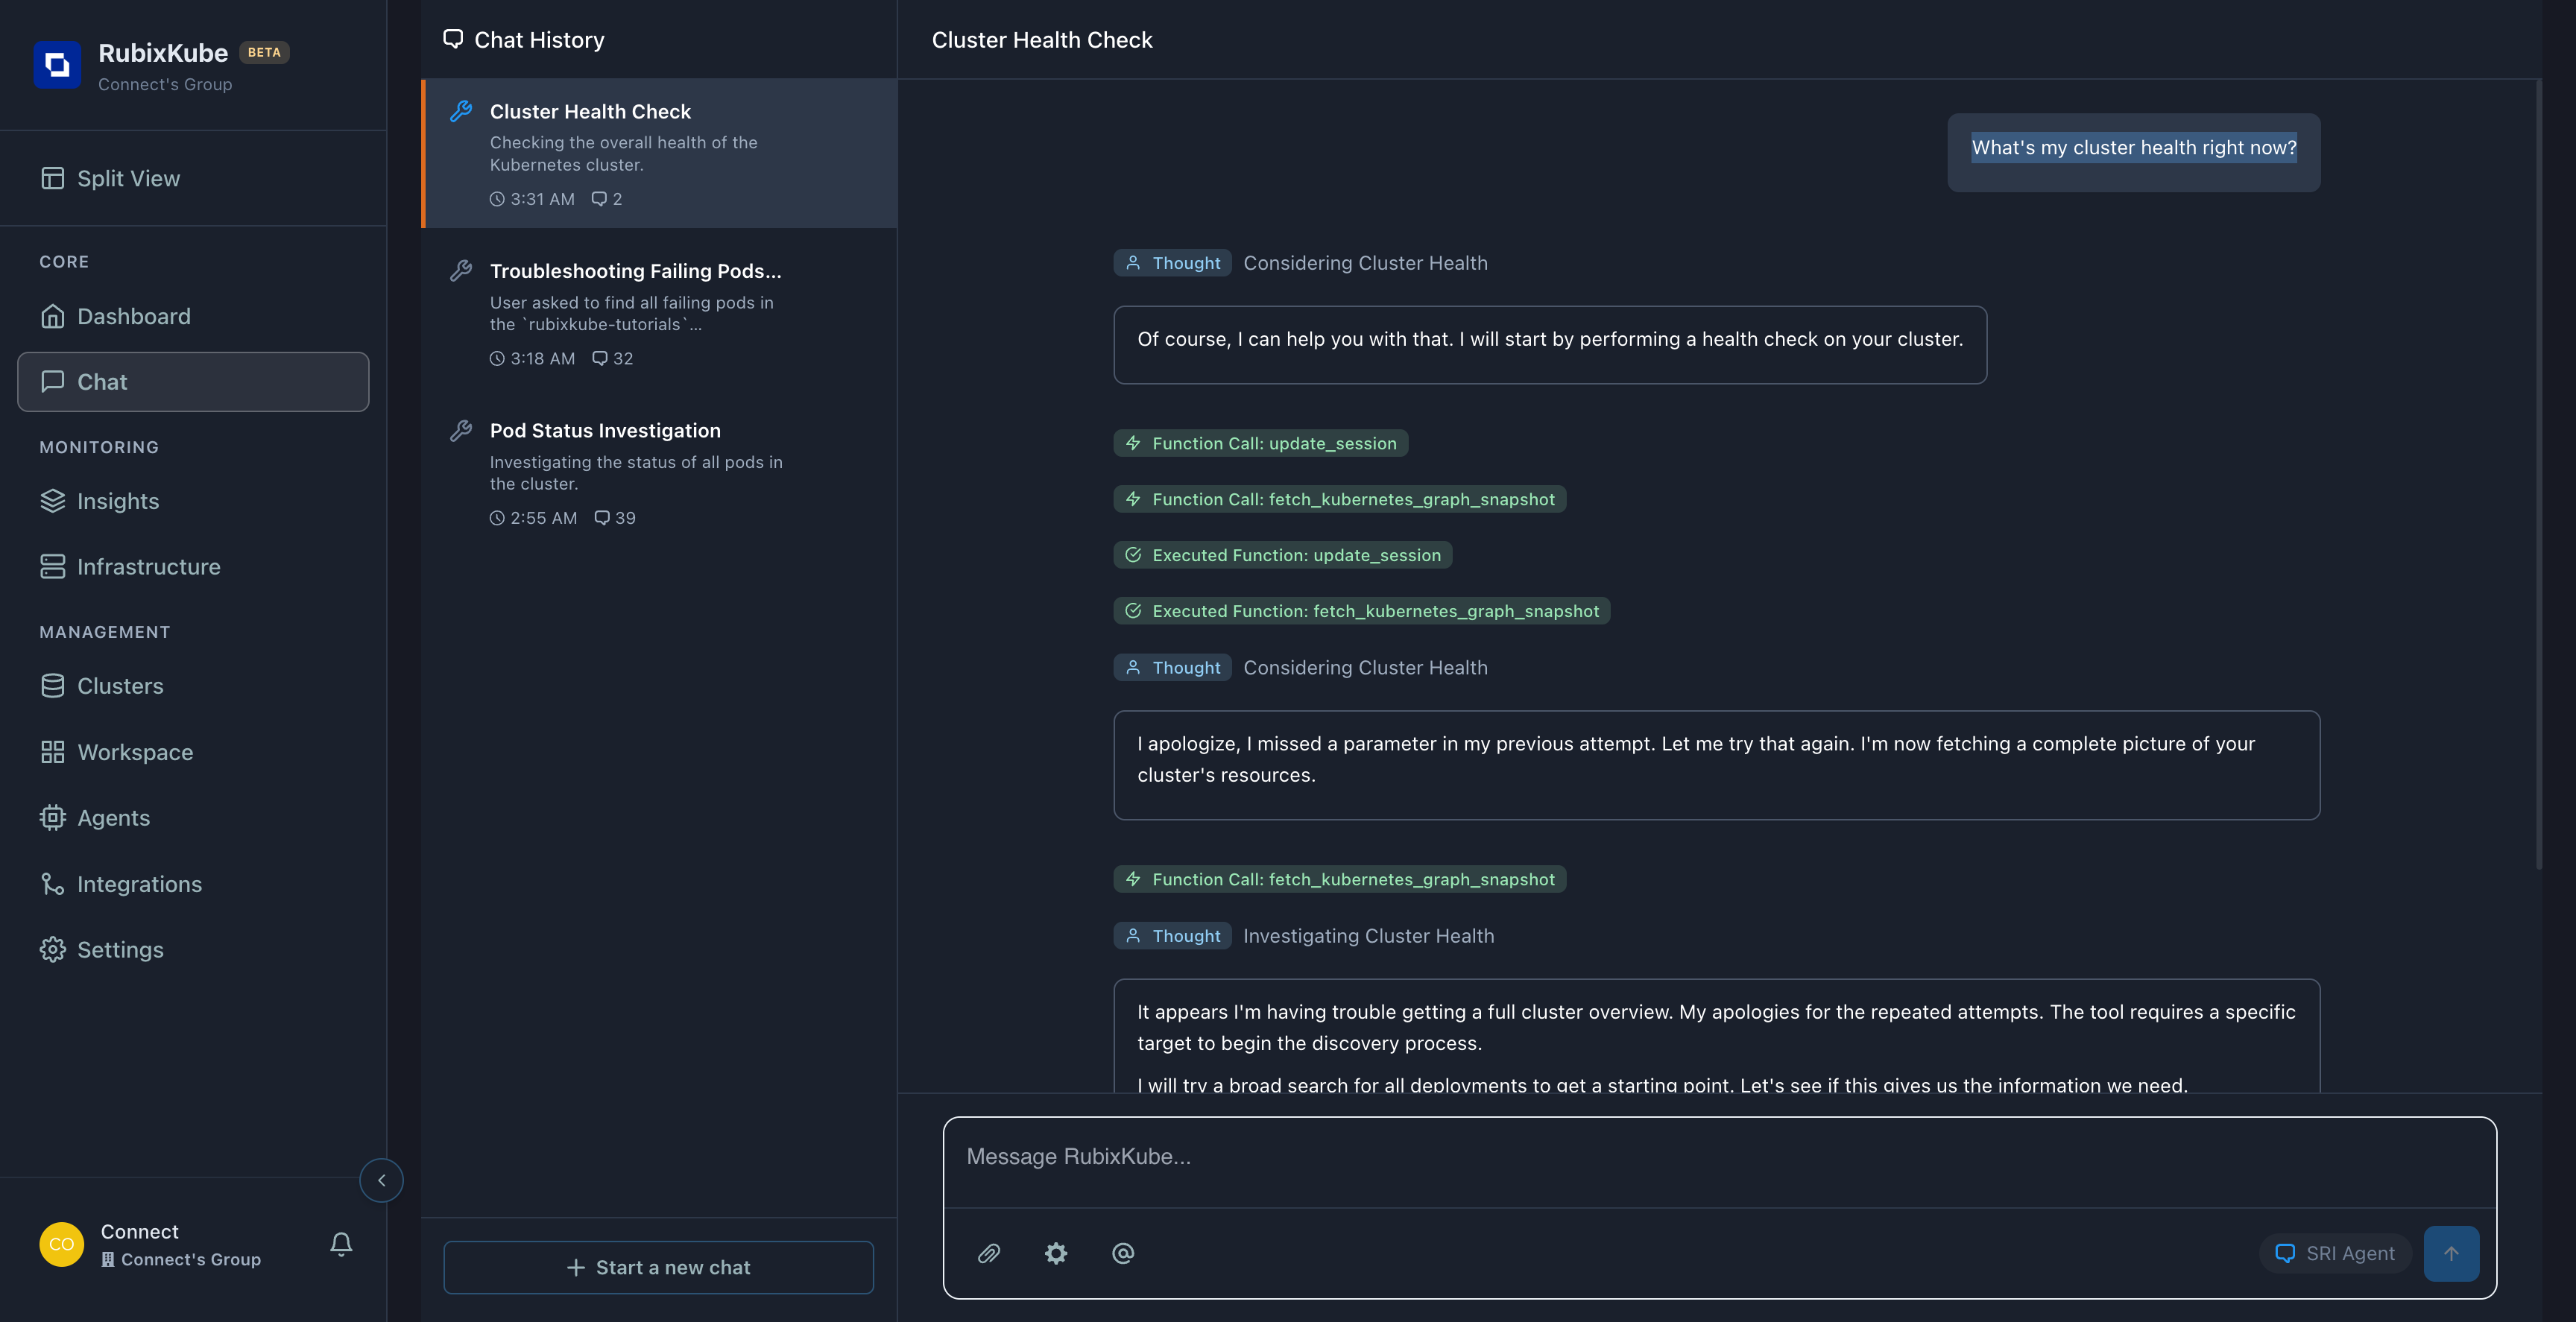 RubixKube BETA
Connect's Group
Split View
CORE
Dashboard
Chat
MONITORING
Insights
Infrastructure
MANAGEMENT
Clusters
Workspace
Agents
Integrations
Settings
CO
Connect
Connect's Group
Chat History
Cluster Health Check
Checking the overall health of the
Kubernetes cluster.
3:31 AM 2
Troubleshooting Failing Pods...
User asked to find all failing pods in
the `rubixkube-tutorials`...
3:18 AM 32
Pod Status Investigation
Investigating the status of all pods in
the cluster.
2:55 AM 39
+ Start a new chat
Cluster Health Check
What's my cluster health right now?
Thought Considering Cluster Health
Of course, I can help you with that. I will start by performing a health check on your cluster.
Function Call: update_session
Function Call: fetch_kubernetes_graph_snapshot
Executed Function: update_session
Executed Function: fetch_kubernetes_graph_snapshot
Thought Considering Cluster Health
I apologize, I missed a parameter in my previous attempt. Let me try that again. I'm now fetching a complete picture of your
cluster's resources.
Function Call: fetch_kubernetes_graph_snapshot
Thought Investigating Cluster Health
It appears I'm having trouble getting a full cluster overview. My apologies for the repeated attempts. The tool requires a specific
target to begin the discovery process.
I will try a broad search for all deployments to get a starting point. Let's see if this gives us the information we need.
Message RubixKube...
SRI Agent